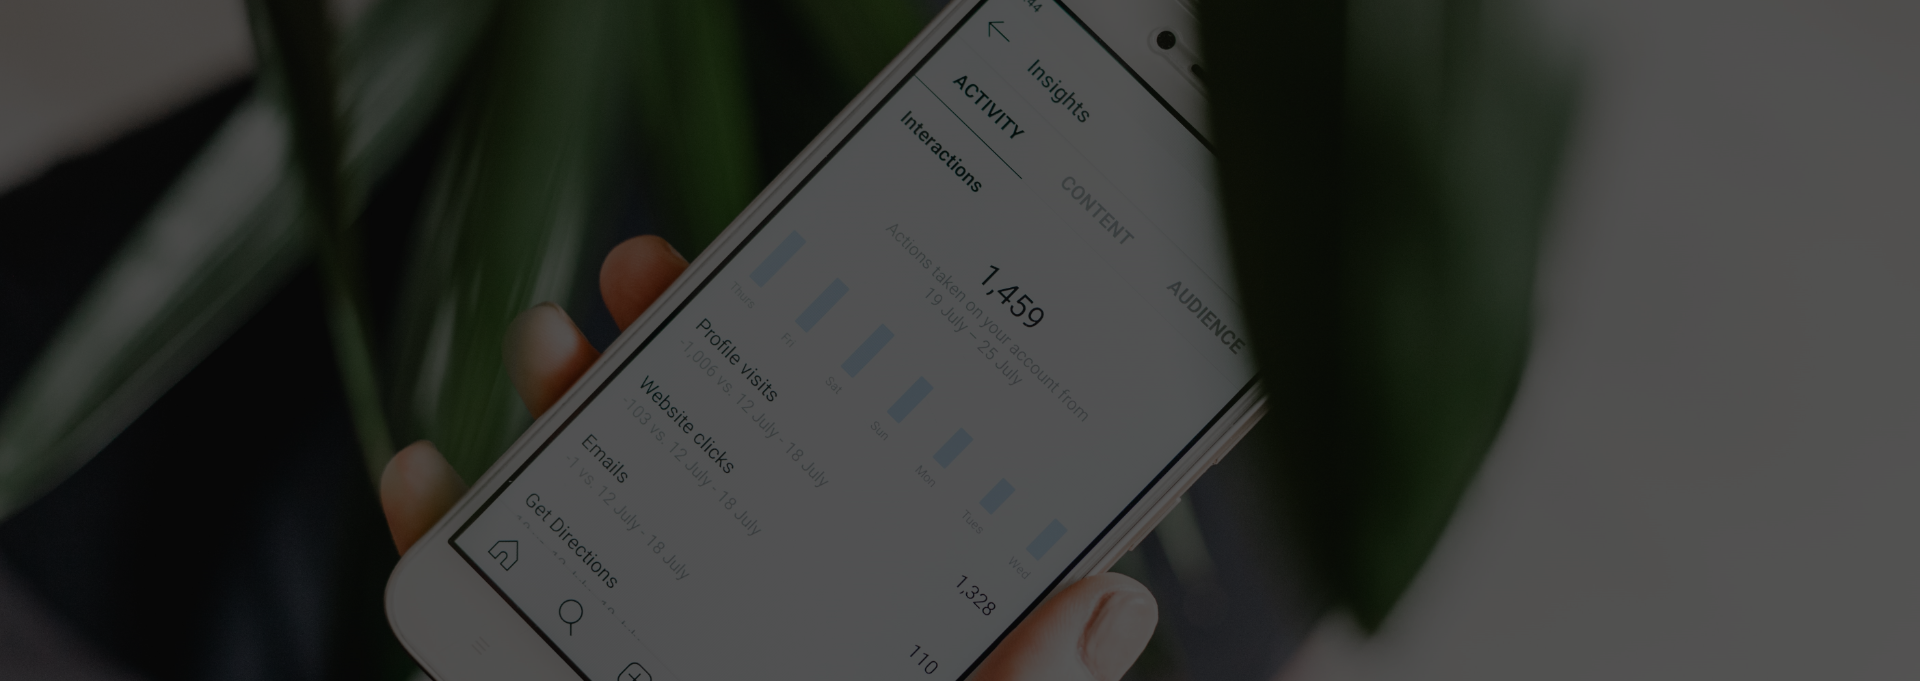 44
Insights
ACTIVITY
CONTENT
AUDIENCE
Interactions
1,459
Actions taken on your account from
19 July – 25 July
Thurs
Fri
Sat
Sun
Mon
Tues
Wed
Profile visits
1,328
-1,006 vs. 12 July - 18 July
Website clicks
110
-103 vs. 12 July - 18 July
Emails
-1 vs. 12 July - 18 July
Get Directions